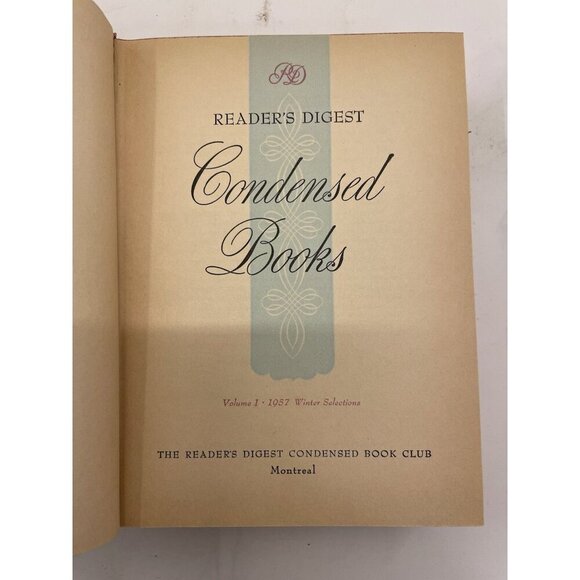 RD
READER'S DIGEST
Condensed
Books
Volume 1 · 1957 Winter Selections
THE READER'S DIGEST CONDENSED BOOK CLUB
Montreal